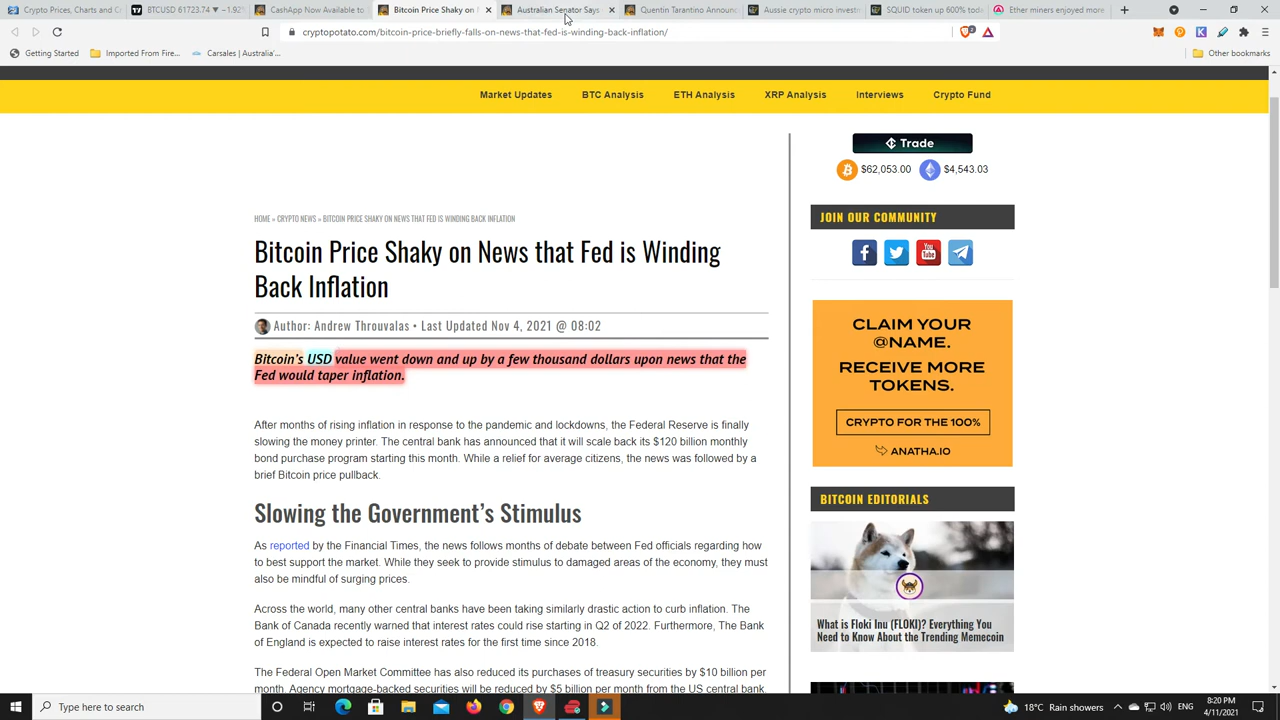 Crypto Prices, Charts and C
BTCUSD 61723.74 ▼ −1.92%
CashApp Now Available to
Bitcoin Price Shaky on
Australian Senator Says
Quentin Tarantino Announc
Aussie crypto micro invest
SQUID token up 600% toda
Ether miners enjoyed more
cryptopotato.com/bitcoin-price-briefly-falls-on-news-that-fed-is-winding-back-inflation/
Getting Started
Imported From Fire...
Carsales | Australia'...
Other bookmarks
Market Updates
BTC Analysis
ETH Analysis
XRP Analysis
Interviews
Crypto Fund
Trade
$62,053.00
$4,543.03
HOME » CRYPTO NEWS » BITCOIN PRICE SHAKY ON NEWS THAT FED IS WINDING BACK INFLATION
Bitcoin Price Shaky on News that Fed is Winding
Back Inflation
Author: Andrew Throuvalas • Last Updated Nov 4, 2021 @ 08:02
Bitcoin's USD value went down and up by a few thousand dollars upon news that the
Fed would taper inflation.
After months of rising inflation in response to the pandemic and lockdowns, the Federal Reserve is finally
slowing the money printer. The central bank has announced that it will scale back its $120 billion monthly
bond purchase program starting this month. While a relief for average citizens, the news was followed by a
brief Bitcoin price pullback.
Slowing the Government's Stimulus
As reported by the Financial Times, the news follows months of debate between Fed officials regarding how
to best support the market. While they seek to provide stimulus to damaged areas of the economy, they must
also be mindful of surging prices.
Across the world, many other central banks have been taking similarly drastic action to curb inflation. The
Bank of Canada recently warned that interest rates could rise starting in Q2 of 2022. Furthermore, The Bank
of England is expected to raise interest rates for the first time since 2018.
The Federal Open Market Committee has also reduced its purchases of treasury securities by $10 billion per
month. Agency mortgage-backed securities will be reduced by $5 billion per month from the US central bank.
JOIN OUR COMMUNITY
You
Tube
CLAIM YOUR
@NAME.
RECEIVE MORE
TOKENS.
CRYPTO FOR THE 100%
ANATHA.IO
BITCOIN EDITORIALS
What is Floki Inu (FLOKI)? Everything You
Need to Know About the Trending Memecoin
Type here to search
18°C Rain showers
8:20 PM
4/11/2021